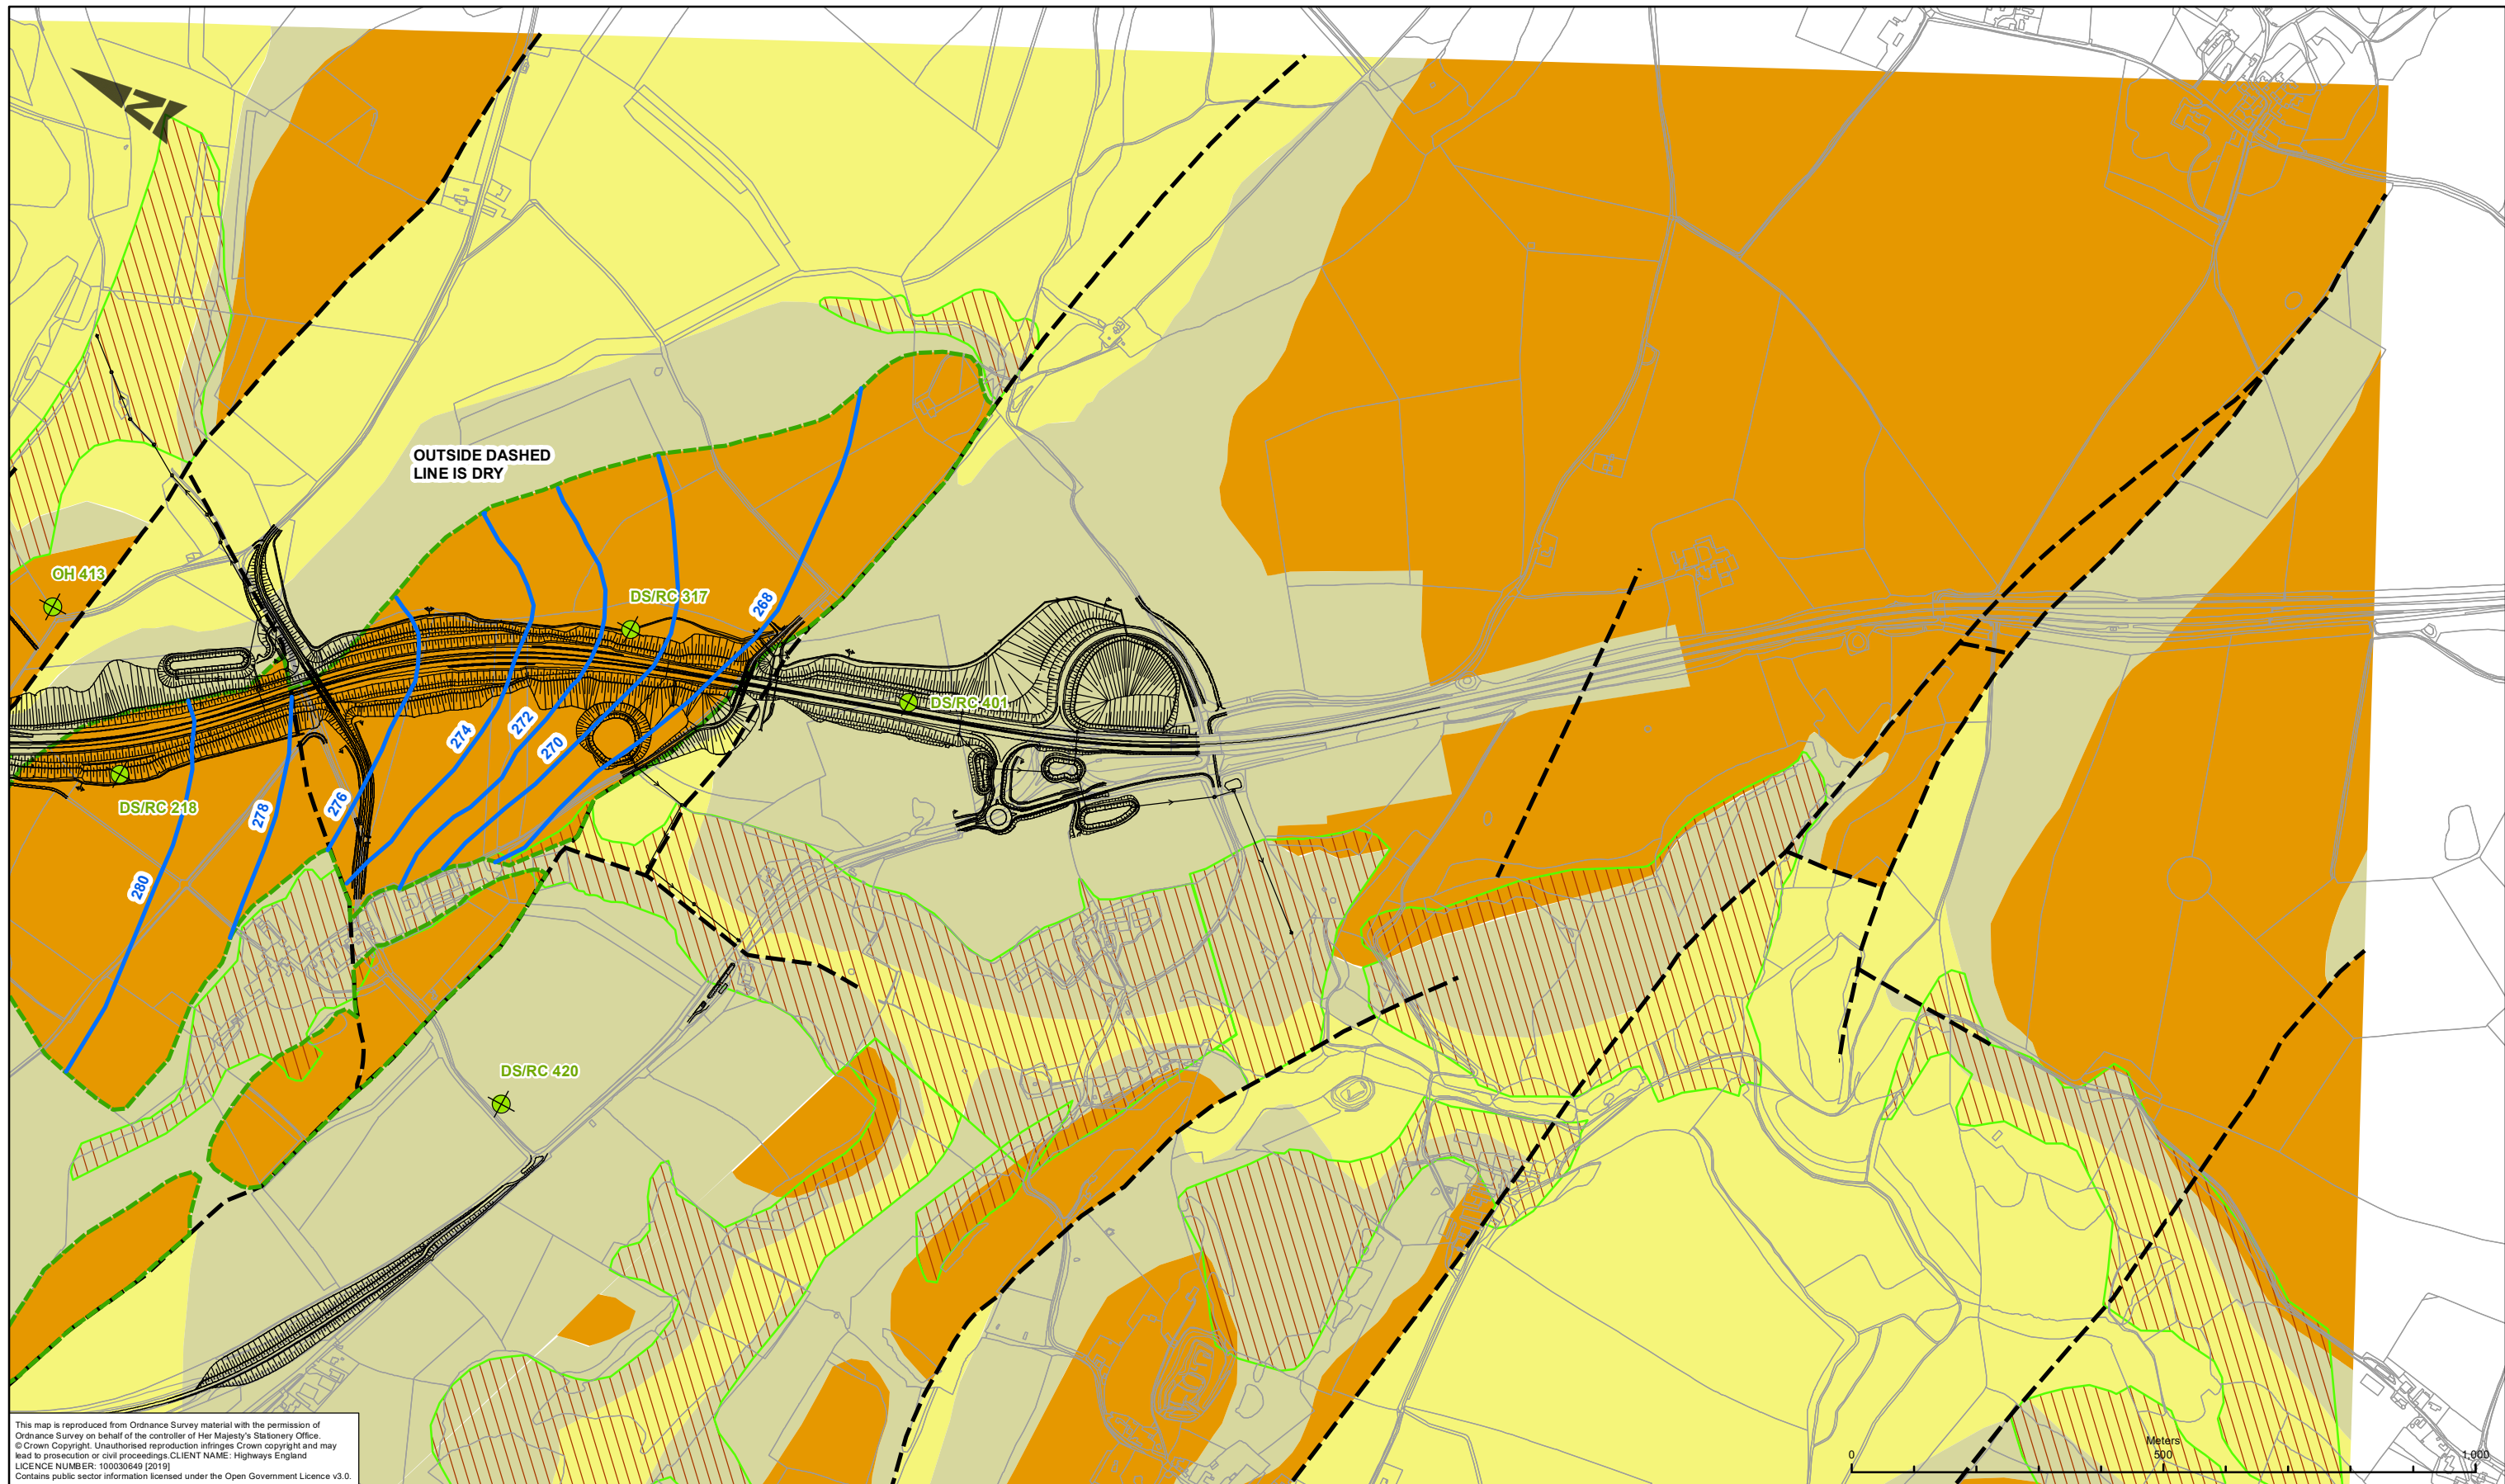 N
OUTSIDE DASHED
LINE IS DRY
OH 413
DS/RC 317
268
DS/RC 401
274
272
270
DS/RC 218
278
276
280
DS/RC 420
This map is reproduced from Ordnance Survey material with the permission of
Ordnance Survey on behalf of the controller of Her Majesty's Stationery Office.
© Crown Copyright. Unauthorised reproduction infringes Crown copyright and may
lead to prosecution or civil proceedings.CLIENT NAME: Highways England
LICENCE NUMBER: 100030649 [2019]
Contains public sector information licensed under the Open Government Licence v3.0.
Meters
0 500 1,000